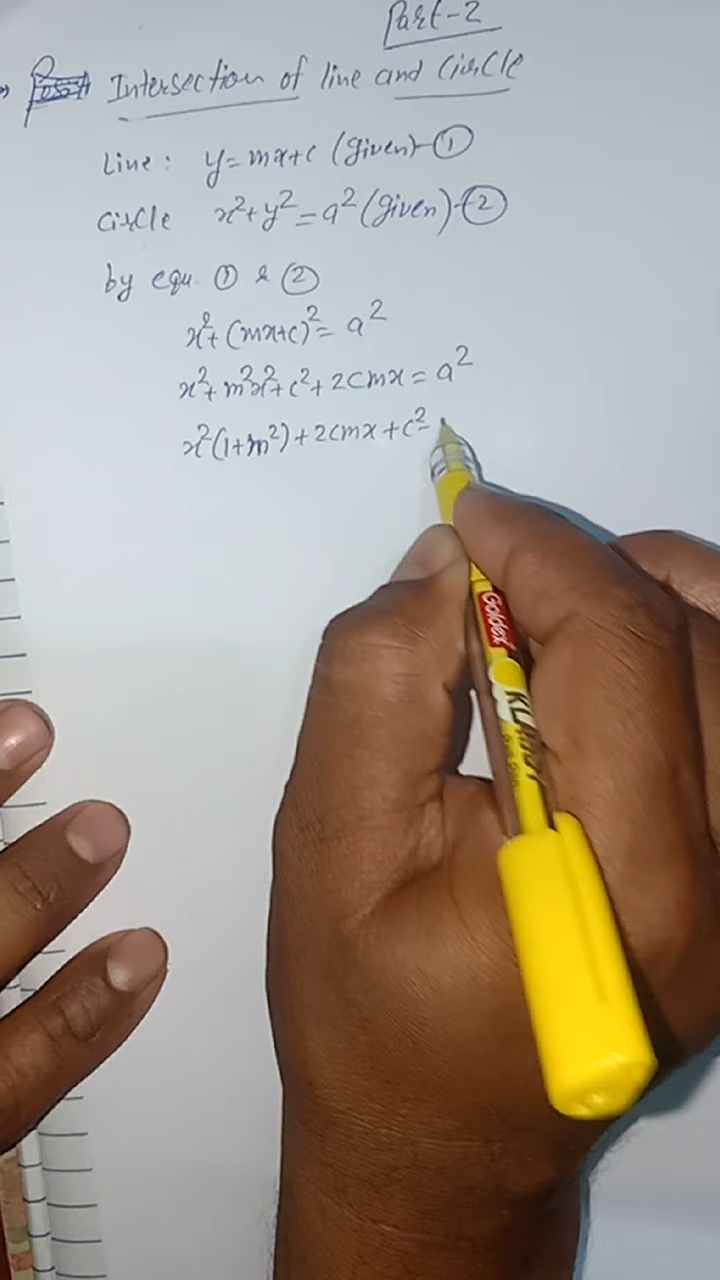 Part-2
Intersection of line and Circle
Line: y=mx+c (given)-①
Circle x²+y²=a² (given)-②
by equ. ① & ②
x²+(mx+c)²=a²
x²+m²x²+c²+2cmx=a²
x²(1+m²)+2cmx+c²-
Goldex
KLAROY